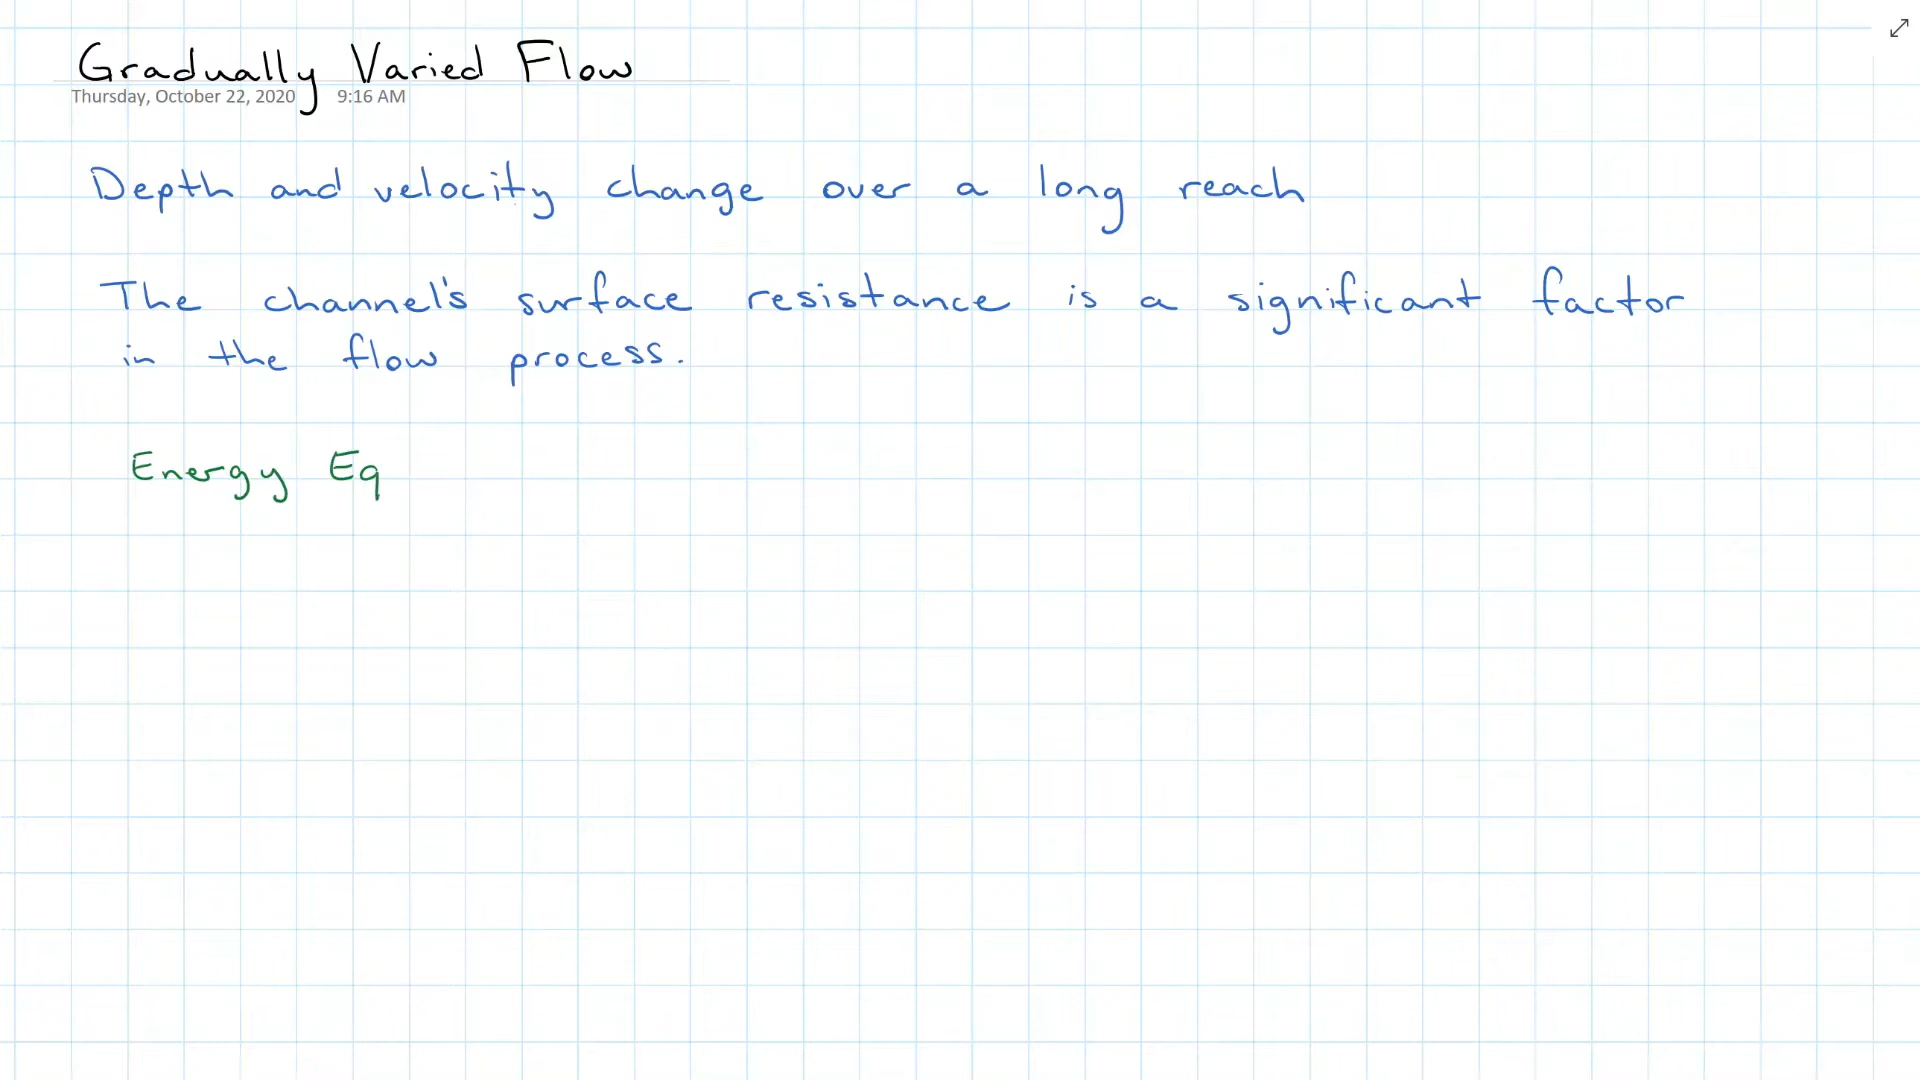 Gradually Varied Flow
Thursday, October 22, 2020 9:16 AM
Depth and velocity change over a long reach
The channel's surface resistance is a significant factor
in the flow process.
Energy Eq